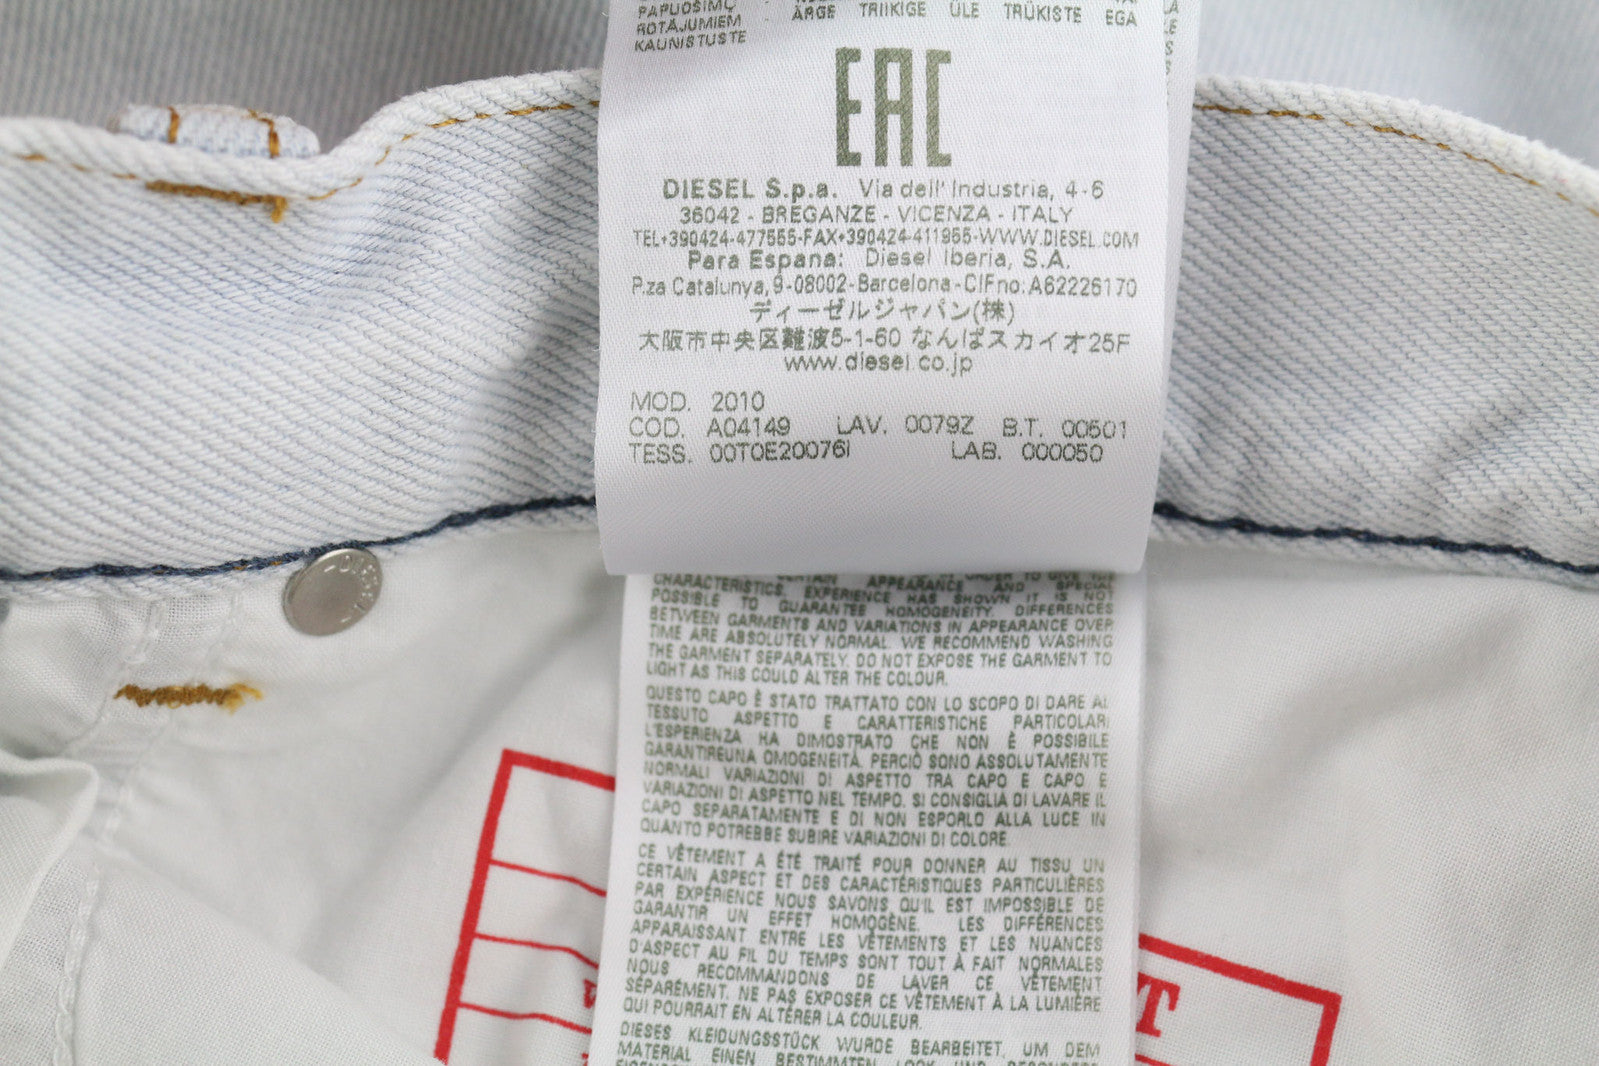 PAPUOŠIMŲ
ROTĄJUMIEM
KAUNISTUSTE
ÄRGE TRIIKIGE ÜLE TRÜKISTE EGA
EAC
DIESEL S.p.a. Via dell' Industria, 4-6
36042 - BREGANZE - VICENZA - ITALY
TEL+390424-477555-FAX+390424-411955-WWW.DIESEL.COM
Para Espana: Diesel Iberia, S.A.
P.za Catalunya, 9-08002-Barcelona-CIFno:A62226170
ディーゼルジャパン(株)
大阪市中央区難波5-1-60 なんばスカイオ25F
www.diesel.co.jp
MOD. 2010
COD. A04149 LAV. 0079Z B.T. 00501
TESS. 00T0E20076I LAB. 000050
CERTAIN APPEARANCE AND SPECIAL
CHARACTERISTICS. EXPERIENCE HAS SHOWN IT IS NOT
POSSIBLE TO GUARANTEE HOMOGENEITY. DIFFERENCES
BETWEEN GARMENTS AND VARIATIONS IN APPEARANCE OVER
TIME ARE ABSOLUTELY NORMAL. WE RECOMMEND WASHING
THE GARMENT SEPARATELY. DO NOT EXPOSE THE GARMENT TO
LIGHT AS THIS COULD ALTER THE COLOUR.
QUESTO CAPO È STATO TRATTATO CON LO SCOPO DI DARE AL
TESSUTO ASPETTO E CARATTERISTICHE PARTICOLARI
L'ESPERIENZA HA DIMOSTRATO CHE NON È POSSIBILE
GARANTIREUNA OMOGENEITÀ. PERCIÒ SONO ASSOLUTAMENTE
NORMALI VARIAZIONI DI ASPETTO TRA CAPO E CAPO E
VARIAZIONI DI ASPETTO NEL TEMPO. SI CONSIGLIA DI LAVARE IL
CAPO SEPARATAMENTE E DI NON ESPORLO ALLA LUCE IN
QUANTO POTREBBE SUBIRE VARIAZIONI DI COLORE.
CE VÊTEMENT A ÉTÉ TRAITÉ POUR DONNER AU TISSU UN
CERTAIN ASPECT ET DES CARACTÉRISTIQUES PARTICULIÈRES
PAR EXPÉRIENCE NOUS SAVONS QU'IL EST IMPOSSIBLE DE
GARANTIR UN EFFET HOMOGÈNE. LES DIFFÉRENCES
APPARAISSANT ENTRE LES VÊTEMENTS ET LES NUANCES
D'ASPECT AU FIL DU TEMPS SONT TOUT À FAIT NORMALES
NOUS RECOMMANDONS DE LAVER CE VÊTEMENT
SÉPARÉMENT. NE PAS EXPOSER CE VÊTEMENT À LA LUMIÈRE
QUI POURRAIT EN ALTÉRER LA COULEUR.
DIESES KLEIDUNGSSTÜCK WURDE BEARBEITET, UM DEM
MATERIAL EINEN BESTIMMTEN LOOK UND BESONDERE
DIESEL